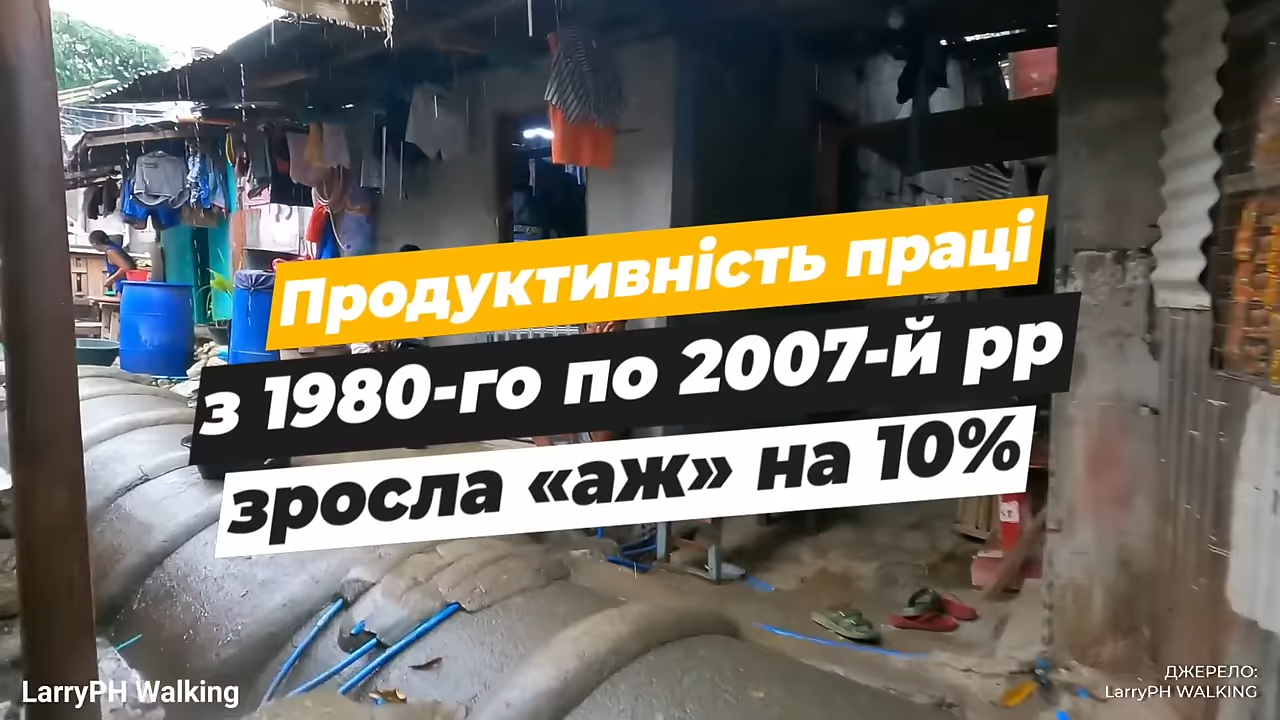 Продуктивність праці
з 1980-го по 2007-й рр
зросла «аж» на 10%
LarryPH Walking
ДЖЕРЕЛО:
LarryPH WALKING